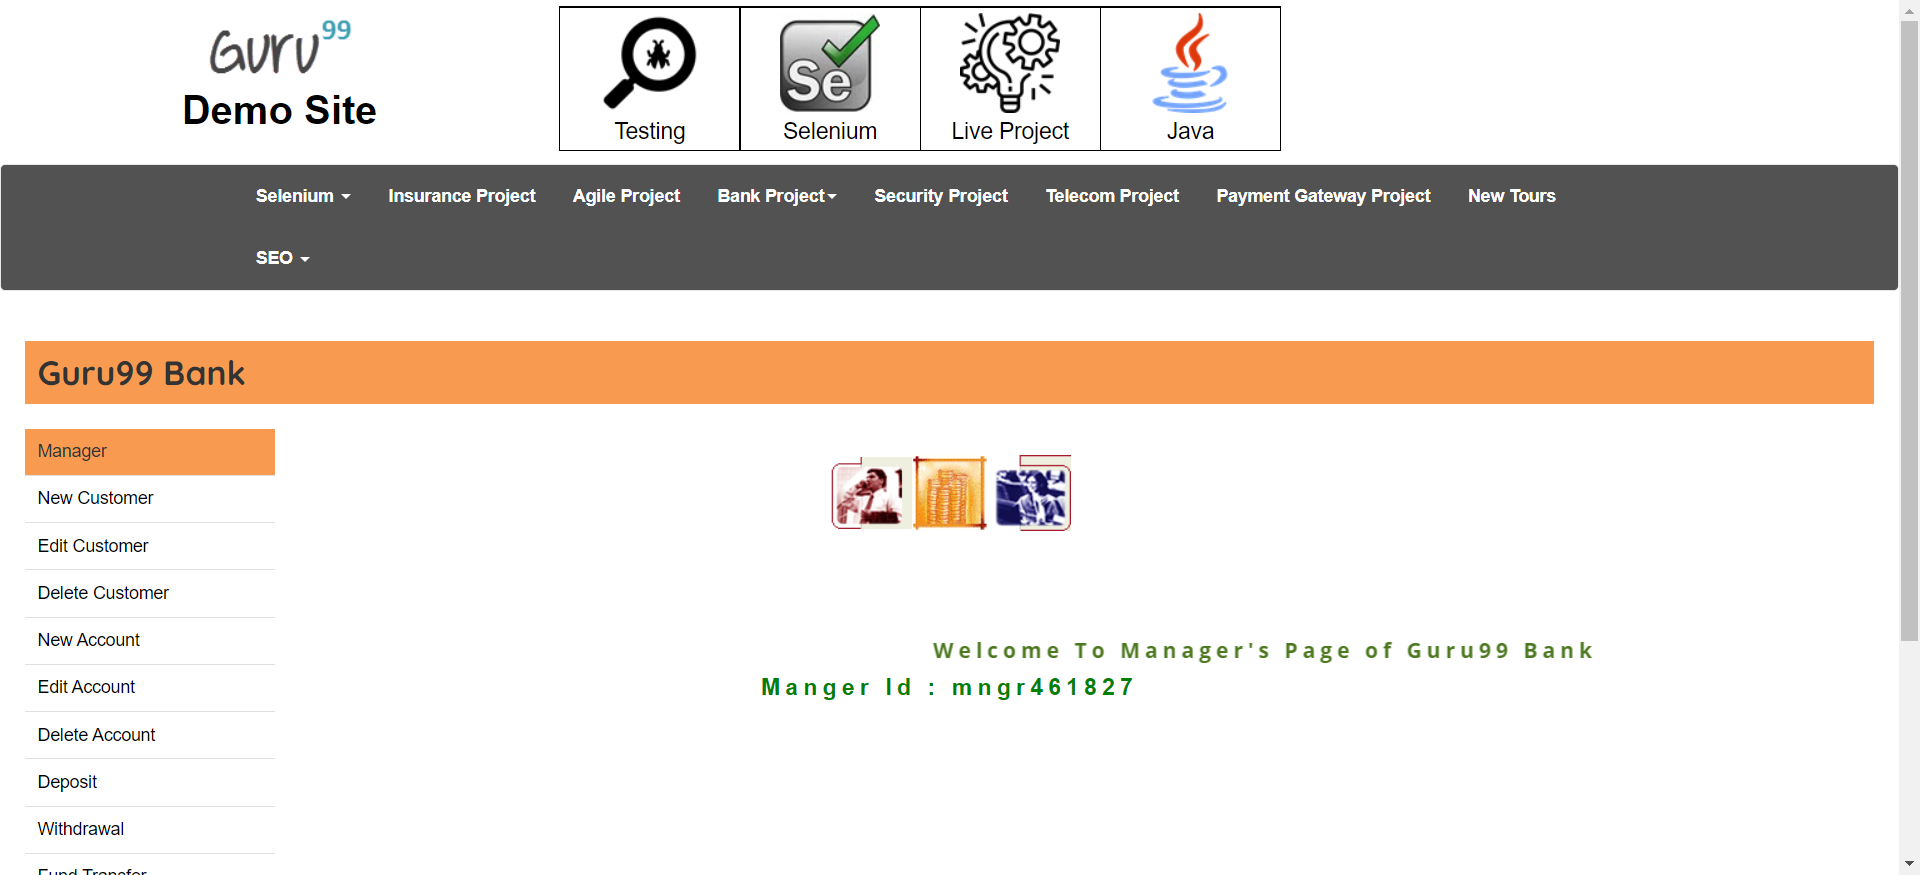 Guru99
Demo Site
Testing
Se
Selenium
Live Project
Java
Selenium
Insurance Project
Agile Project
Bank Project
Security Project
Telecom Project
Payment Gateway Project
New Tours
SEO
Guru99 Bank
Manager
New Customer
Edit Customer
Delete Customer
New Account
Edit Account
Delete Account
Deposit
Withdrawal
Fund Transfer
Welcome To Manager's Page of Guru99 Bank
Manger Id : mngr461827